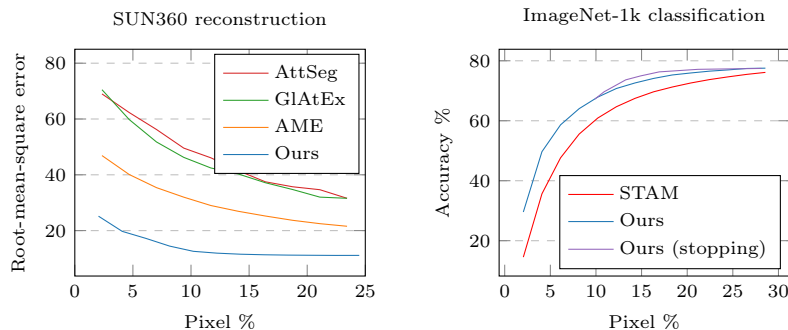 SUN360 reconstruction
Root-mean-square error
80
60
40
20
0
5
10
15
20
25
Pixel %
AttSeg
GlAtEx
AME
Ours
ImageNet-1k classification
Accuracy %
80
60
40
20
0
5
10
15
20
25
30
Pixel %
STAM
Ours
Ours (stopping)